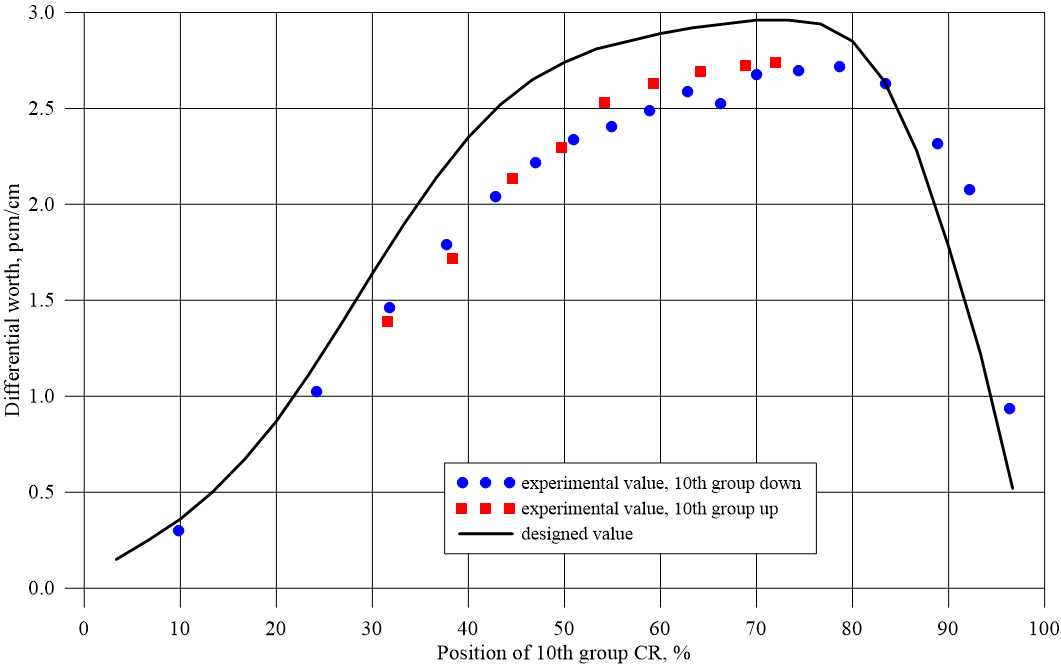 3.0
2.5
2.0
1.5
1.0
0.5
0.0
Differential worth, pcm/cm
experimental value, 10th group down
experimental value, 10th group up
designed value
0 10 20 30 40 50 60 70 80 90 100
Position of 10th group CR, %